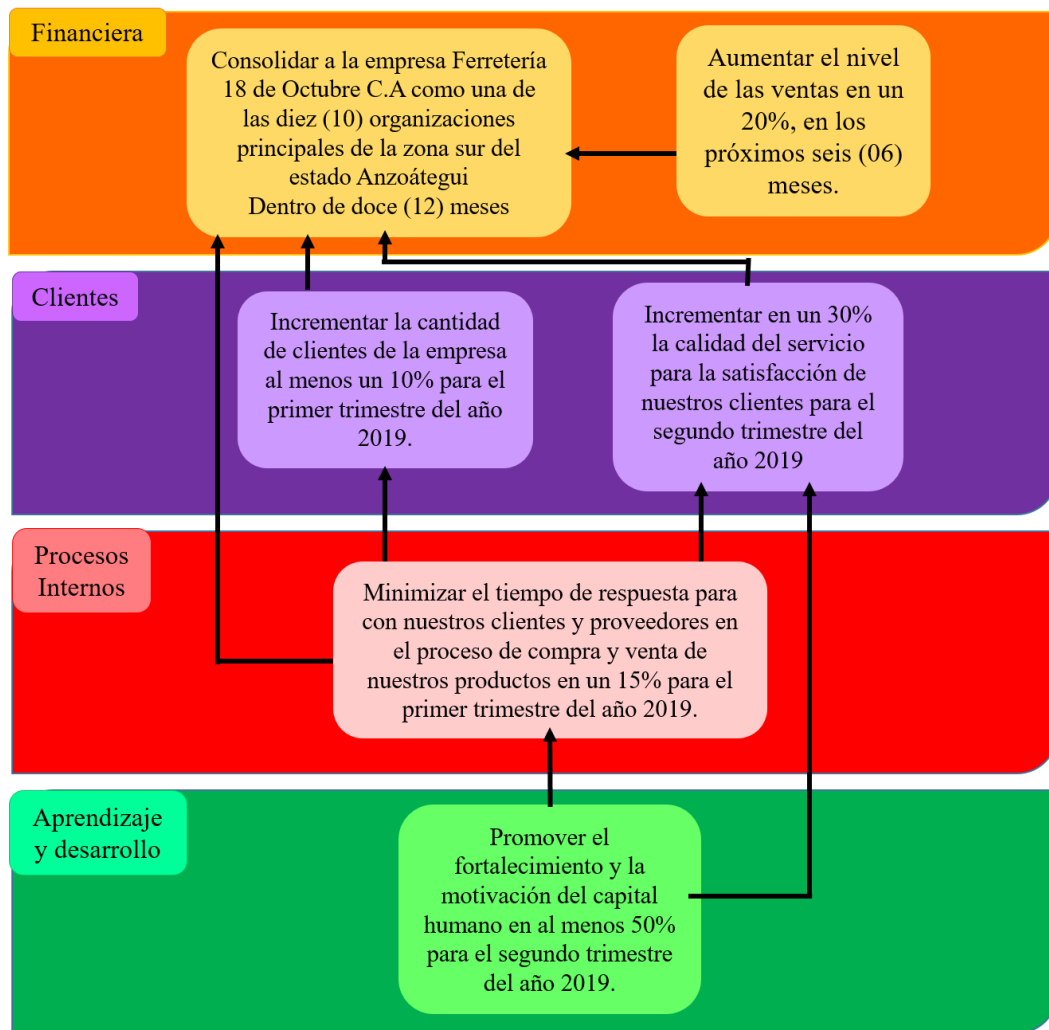 Financiera
Consolidar a la empresa Ferretería
18 de Octubre C.A como una de
las diez (10) organizaciones
principales de la zona sur del
estado Anzoátegui
Dentro de doce (12) meses
Aumentar el nivel
de las ventas en un
20%, en los
próximos seis (06)
meses.
Clientes
Incrementar la cantidad
de clientes de la empresa
al menos un 10% para el
primer trimestre del año
2019.
Incrementar en un 30%
la calidad del servicio
para la satisfacción de
nuestros clientes para el
segundo trimestre del
año 2019
Procesos
Internos
Minimizar el tiempo de respuesta para
con nuestros clientes y proveedores en
el proceso de compra y venta de
nuestros productos en un 15% para el
primer trimestre del año 2019.
Aprendizaje
y desarrollo
Promover el
fortalecimiento y la
motivación del capital
humano en al menos 50%
para el segundo trimestre
del año 2019.